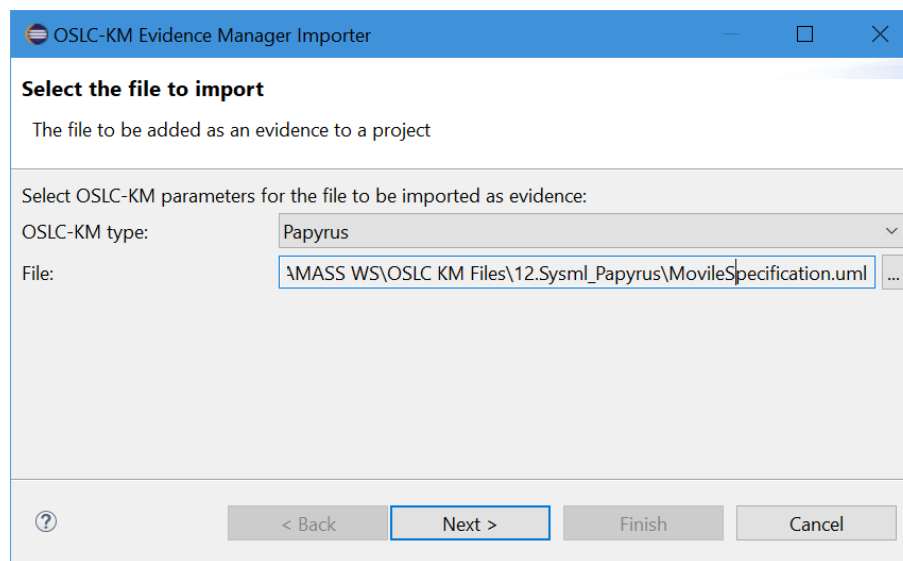 OSLC-KM Evidence Manager Importer
Select the file to import
The file to be added as an evidence to a project
Select OSLC-KM parameters for the file to be imported as evidence:
OSLC-KM type: Papyrus
File: AMASS WS\OSLC KM Files\12.Sysml_Papyrus\MovileSpecification.uml ...
? < Back Next > Finish Cancel